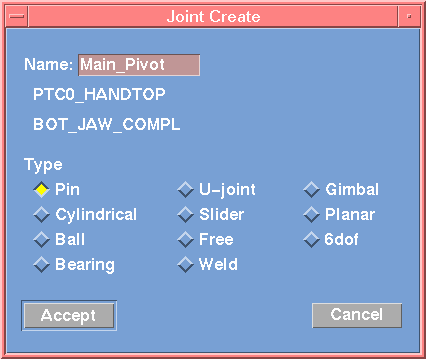 Joint Create
Name: Main_Pivot
PTC0_HANDTOP
BOT_JAW_COMPL
Type
Pin U-joint Gimbal
Cylindrical Slider Planar
Ball Free 6dof
Bearing Weld
Accept Cancel